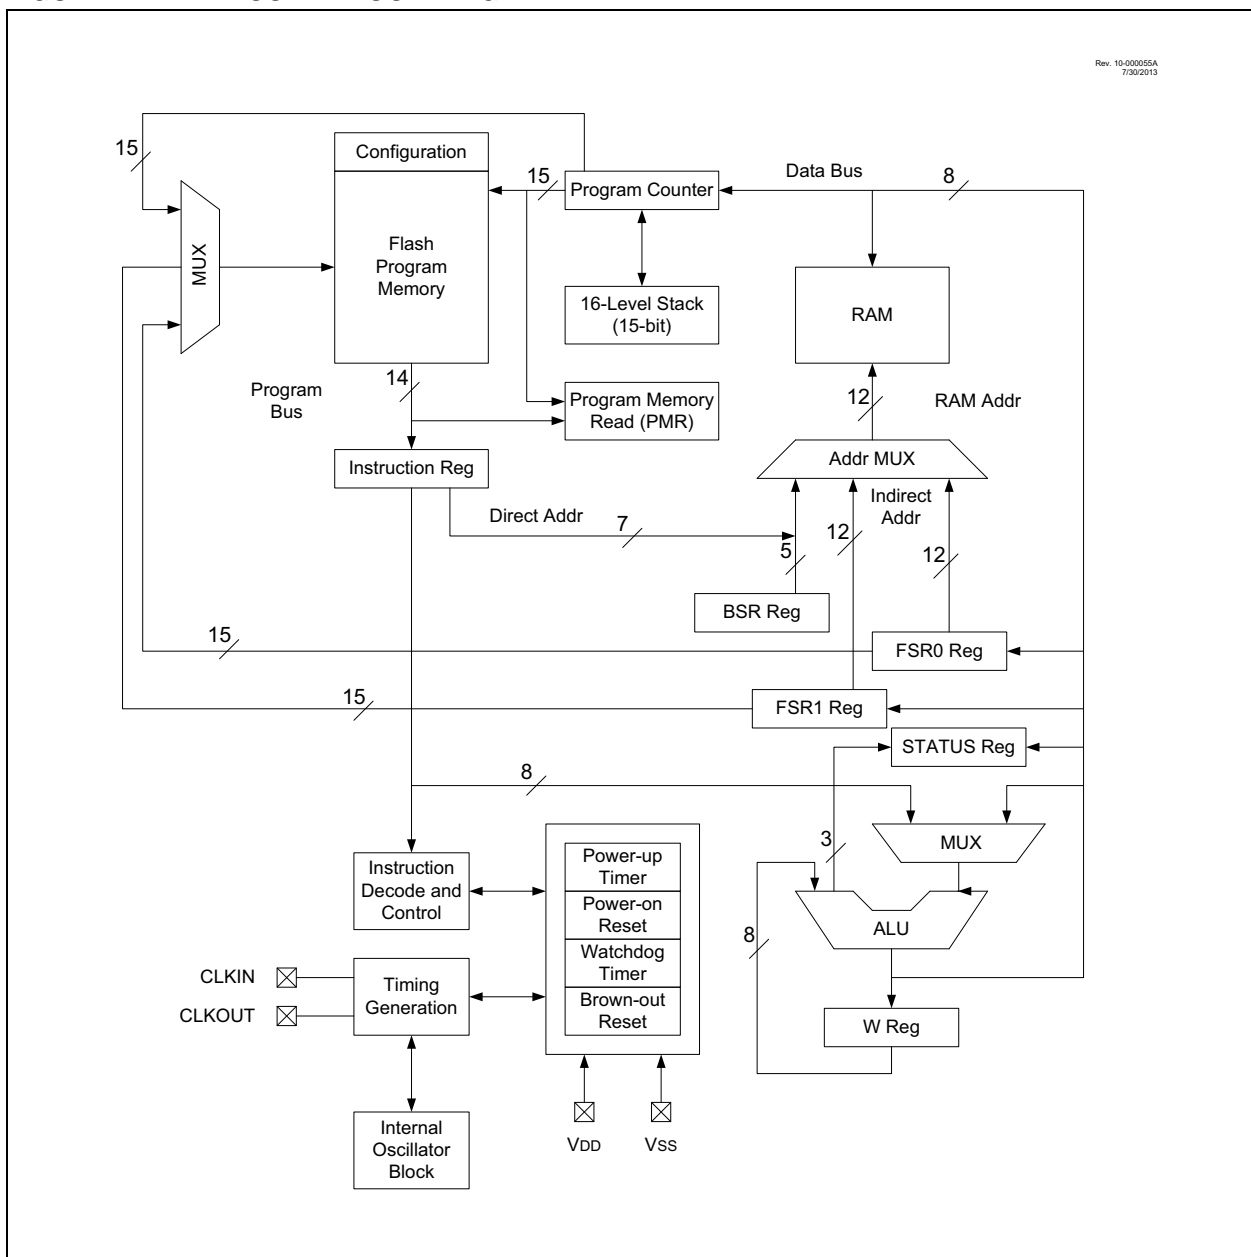 Rev. 10-000055A
7/30/2013
15
Configuration
15
Program Counter
Data Bus
8
MUX
Flash
Program
Memory
16-Level Stack
(15-bit)
RAM
Program
Bus
14
Program Memory
Read (PMR)
12
RAM Addr
Instruction Reg
Addr MUX
Direct Addr
7
Indirect
Addr
12
5
12
BSR Reg
15
FSR0 Reg
15
FSR1 Reg
STATUS Reg
8
3
MUX
Power-up
Timer
Instruction
Decode and
Control
Power-on
Reset
8
ALU
Watchdog
Timer
CLKIN
Timing
Generation
CLKOUT
Brown-out
Reset
W Reg
Internal
Oscillator
Block
VDD
VSS